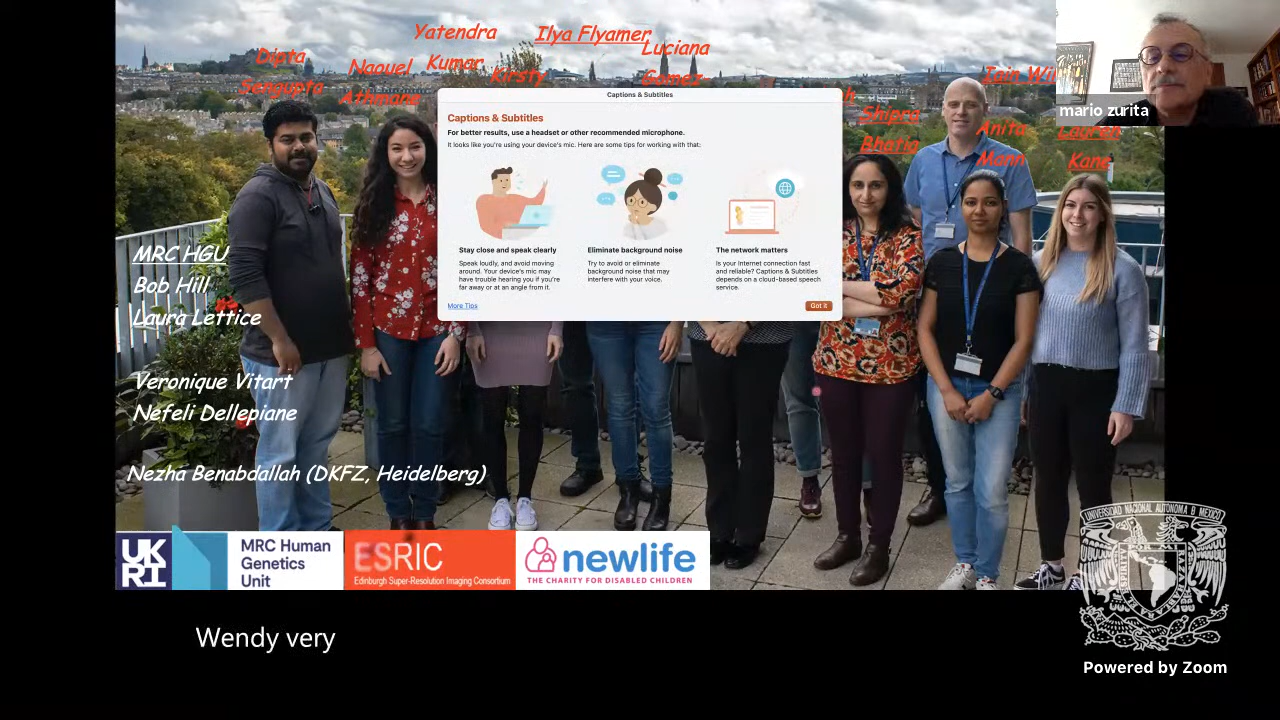 Yatendra
Kumar
Ilya Flyamer
Luciana
Gomez-
Dipta
Sengupta
Naouel
Athmane
Kirsty
Iain
mario zurita
Shipra
Bhatia
Anita
Mann
Lauren
Kane
Captions & Subtitles
Captions & Subtitles
For better results, use a headset or other recommended microphone.
It looks like you're using your device's mic. Here are some tips for working with that:
Stay close and speak clearly
Speak loudly, and avoid moving
around. Your device's mic may
have trouble hearing you if you're
far away or at an angle from it.
Eliminate background noise
Try to avoid or eliminate
background noise that may
interfere with your voice.
The network matters
Is your Internet connection fast
and reliable? Captions & Subtitles
depends on a cloud-based speech
service.
More Tips
Got it
MRC HGU
Bob Hill
Laura Lettice
Veronique Vitart
Nefeli Dellepiane
Nezha Benabdallah (DKFZ, Heidelberg)
UK
RI
MRC Human
Genetics
Unit
ESRIC
Edinburgh Super-Resolution Imaging Consortium
newlife
THE CHARITY FOR DISABLED CHILDREN
UNIVERSIDAD NACIONAL AUTONOMA DE MEXICO
Wendy very
Powered by Zoom